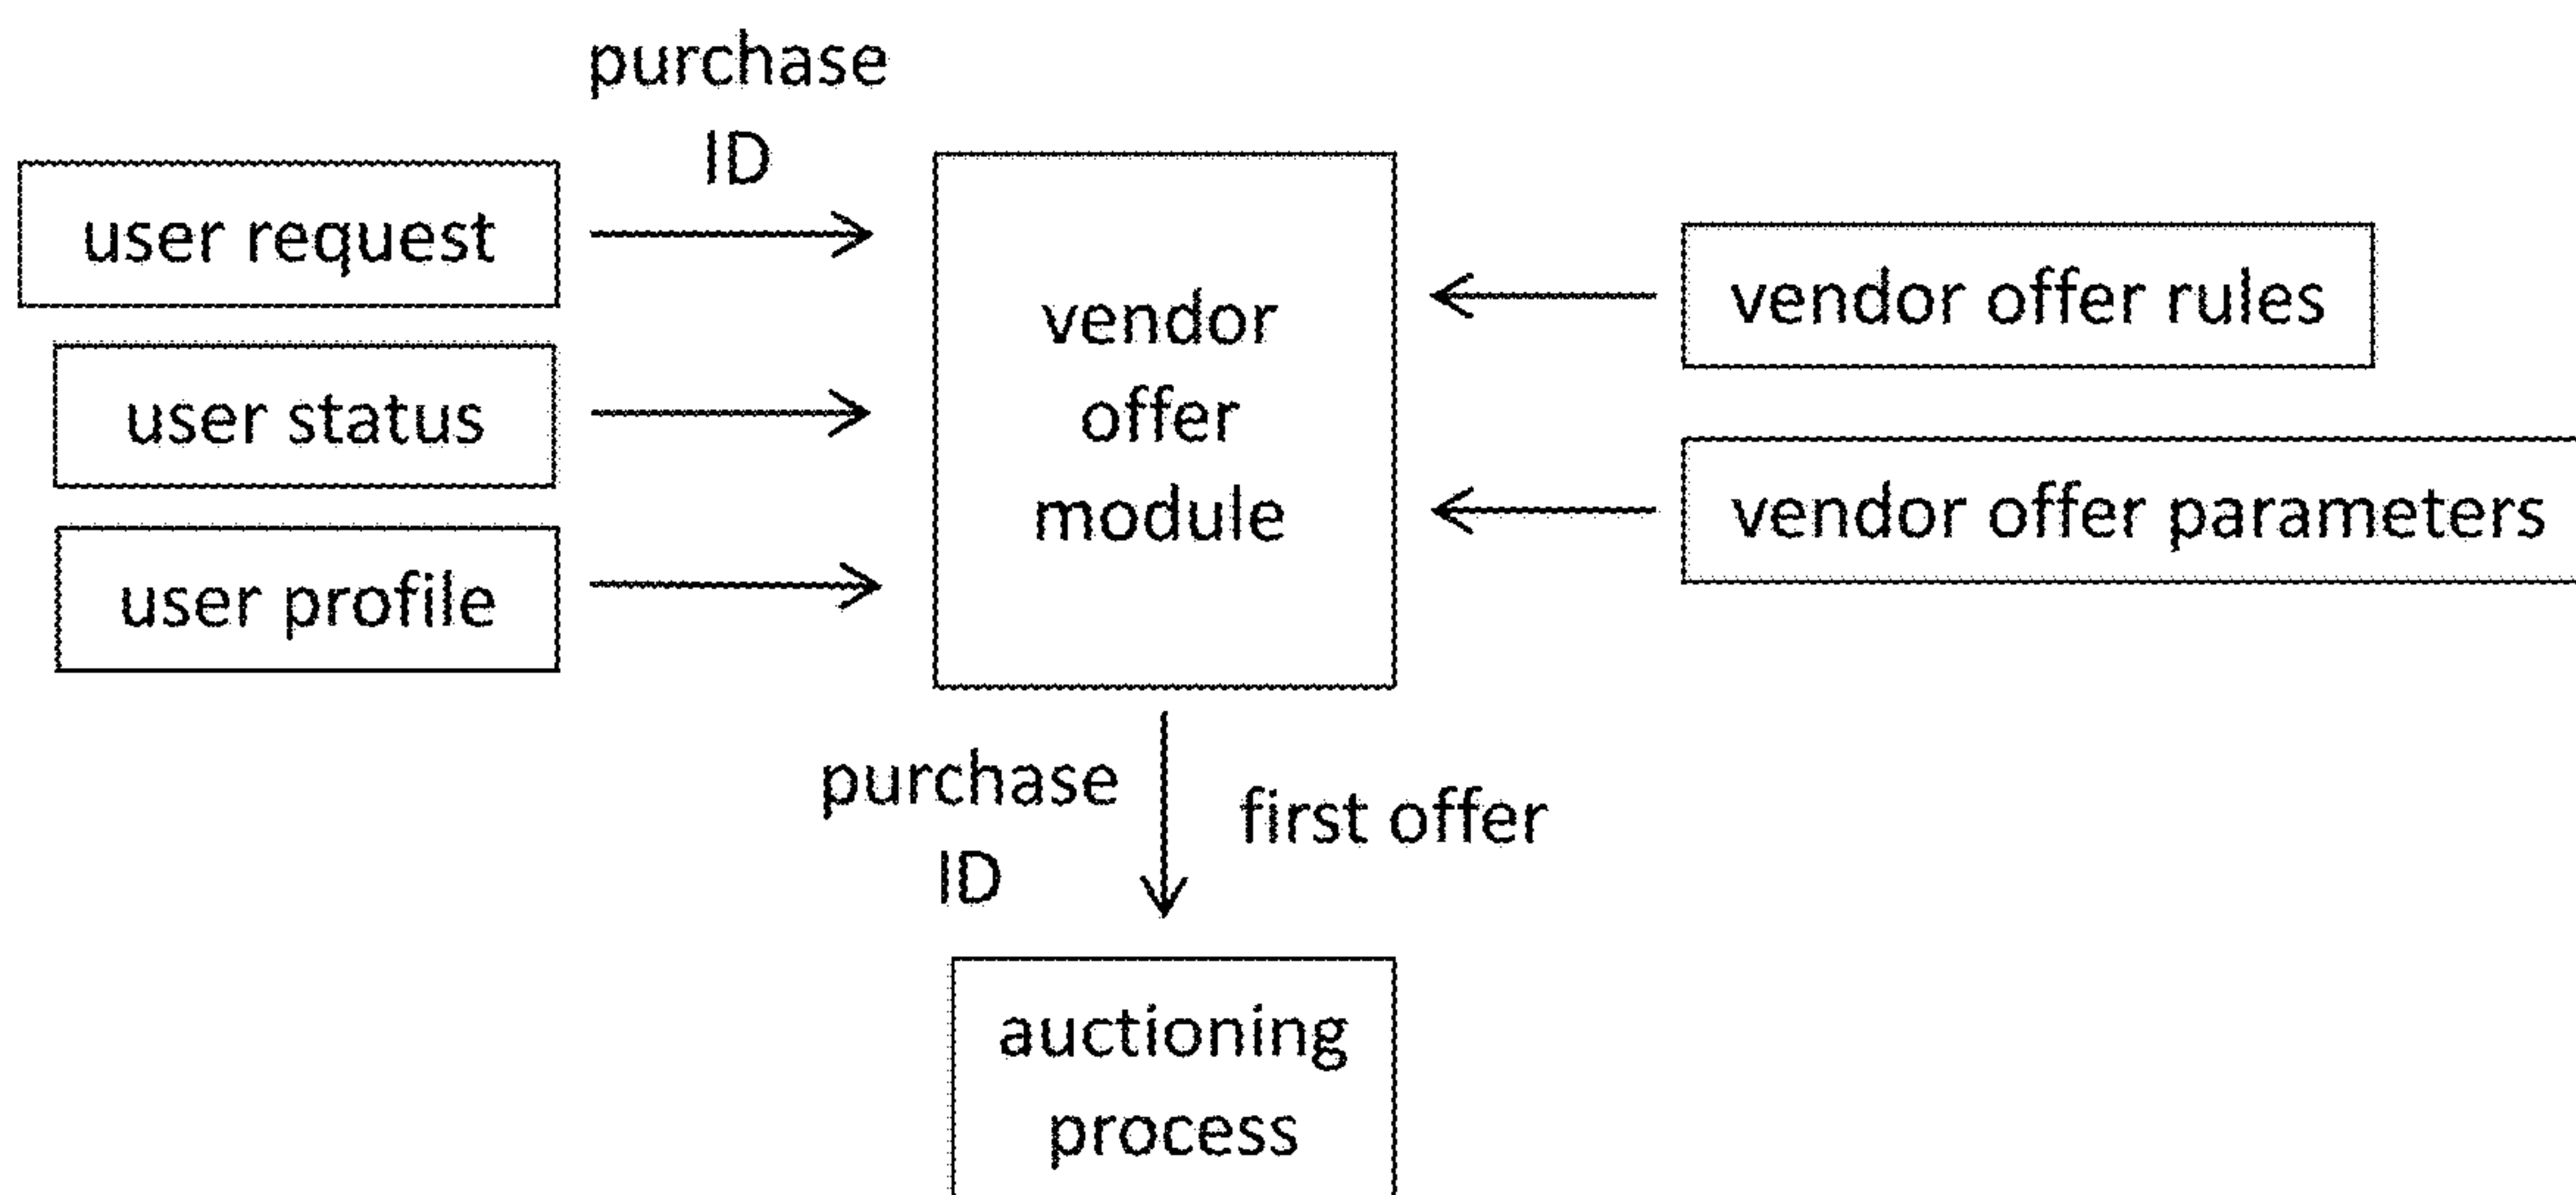 purchase
ID
user request
user status
user profile
vendor
offer
module
vendor offer rules
vendor offer parameters
purchase
ID
first offer
auctioning
process